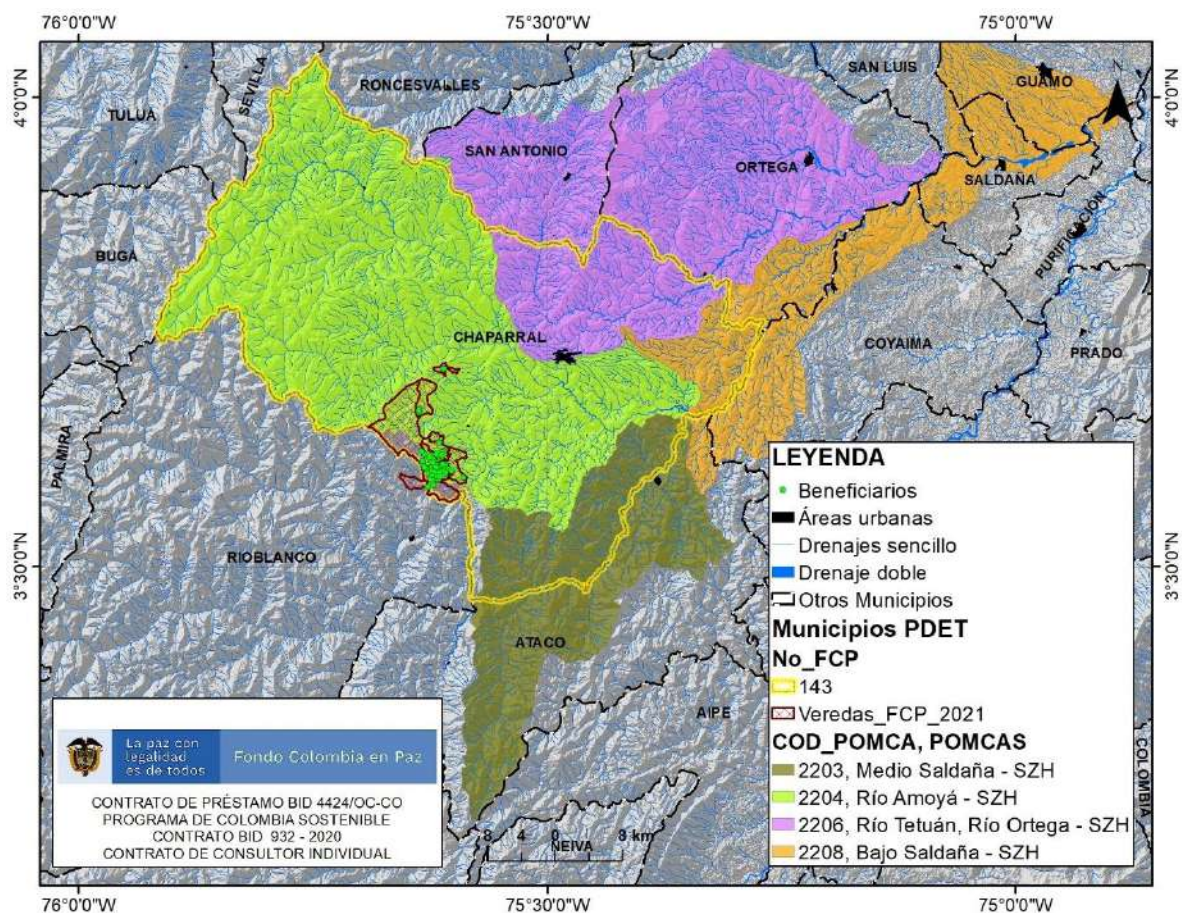 76°0'0"W
75°30'0"W
75°0'0"W
4°0'0"N
4°0'0"N
3°30'0"N
3°30'0"N
TULUA
SEVILLA
RONCESVALLES
SAN LUIS
GUAMO
N
SAN ANTONIO
ORTEGA
SALDAÑA
PURIFICACIÓN
BUGA
CHAPARRAL
COYAIMA
PRADO
PALMIRA
RIOBLANCO
ATACO
AIPE
NEIVA
COLOMBIA
8 4 0 8 km
LEYENDA
Beneficiarios
Áreas urbanas
Drenajes sencillo
Drenaje doble
Otros Municipios
Municipios PDET
No_FCP
143
Veredas_FCP_2021
COD_POMCA, POMCAS
2203, Medio Saldaña - SZH
2204, Río Amoyá - SZH
2206, Río Tetuán, Río Ortega - SZH
2208, Bajo Saldaña - SZH
La paz con
legalidad
es de todos
Fondo Colombia en Paz
CONTRATO DE PRÉSTAMO BID 4424/OC-CO
PROGRAMA DE COLOMBIA SOSTENIBLE
CONTRATO BID 932 - 2020
CONTRATO DE CONSULTOR INDIVIDUAL
76°0'0"W
75°30'0"W
75°0'0"W